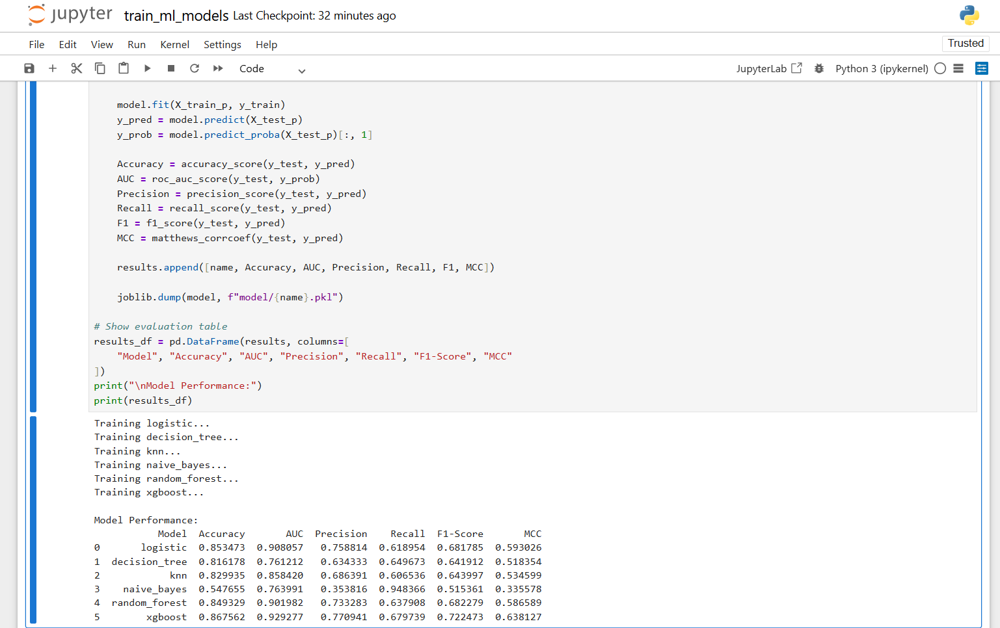 jupyter train_ml_models Last Checkpoint: 32 minutes ago
File Edit View Run Kernel Settings Help Trusted
Code JupyterLab Python 3 (ipykernel)
model.fit(X_train_p, y_train)
y_pred = model.predict(X_test_p)
y_prob = model.predict_proba(X_test_p)[:, 1]
Accuracy = accuracy_score(y_test, y_pred)
AUC = roc_auc_score(y_test, y_prob)
Precision = precision_score(y_test, y_pred)
Recall = recall_score(y_test, y_pred)
F1 = f1_score(y_test, y_pred)
MCC = matthews_corrcoef(y_test, y_pred)
results.append([name, Accuracy, AUC, Precision, Recall, F1, MCC])
joblib.dump(model, f"model/{name}.pkl")
# Show evaluation table
results_df = pd.DataFrame(results, columns=[
"Model", "Accuracy", "AUC", "Precision", "Recall", "F1-Score", "MCC"
])
print("\nModel Performance:")
print(results_df)
Training logistic...
Training decision_tree...
Training knn...
Training naive_bayes...
Training random_forest...
Training xgboost...
Model Performance:
Model Accuracy AUC Precision Recall F1-Score MCC
0 logistic 0.853473 0.908057 0.758814 0.618954 0.681785 0.593026
1 decision_tree 0.816178 0.761212 0.634333 0.649673 0.641912 0.518354
2 knn 0.829935 0.858420 0.686391 0.606536 0.643997 0.534599
3 naive_bayes 0.547655 0.763991 0.353816 0.948366 0.515361 0.335578
4 random_forest 0.849329 0.901982 0.733283 0.637908 0.682279 0.586589
5 xgboost 0.867562 0.929277 0.770941 0.679739 0.722473 0.638127